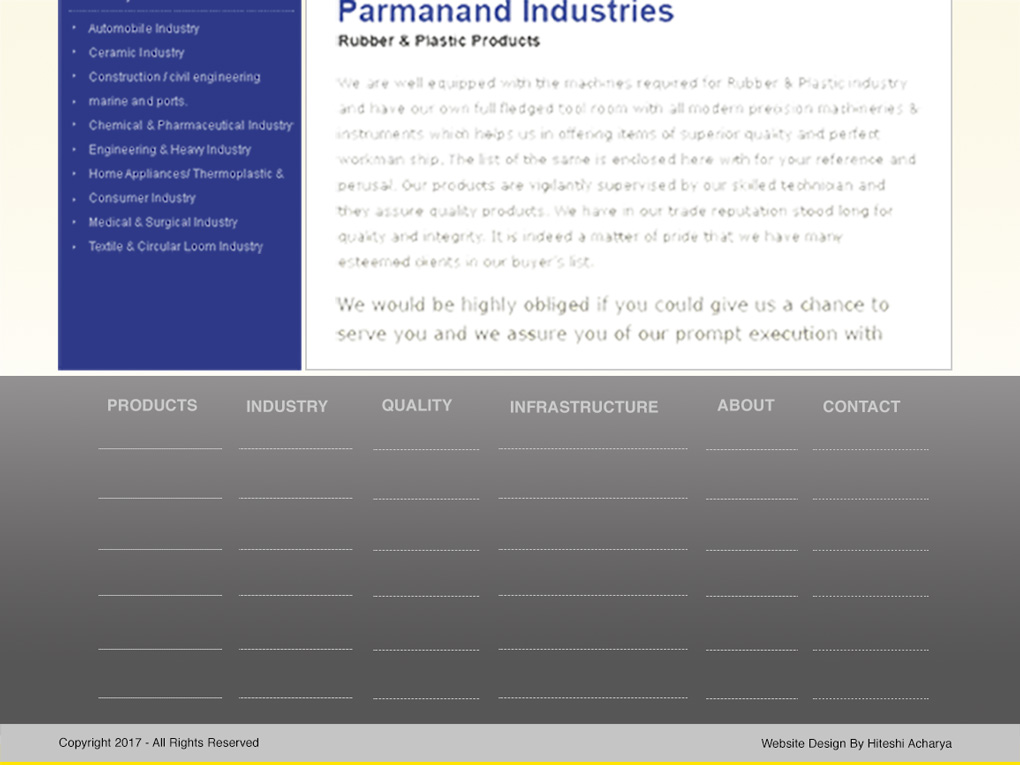 Automobile Industry
Ceramic Industry
Construction / civil engineering
marine and ports.
Chemical & Pharmaceutical Industry
Engineering & Heavy Industry
Home Appliances/ Thermoplastic &
Consumer Industry
Medical & Surgical Industry
Textile & Circular Loom Industry
Parmanand Industries
Rubber & Plastic Products
We are well equipped with the machines required for Rubber & Plastic industry
and have our own full fledged tool room with all modern precision machineries &
instruments which helps us in offering items of superior quality and perfect
workman ship. The list of the same is enclosed here with for your reference and
perusal. Our products are vigilantly supervised by our skilled technician and
they assure quality products. We have in our trade reputation stood long for
quality and integrity. It is indeed a matter of pride that we have many
esteemed clients in our buyer's list.
We would be highly obliged if you could give us a chance to
serve you and we assure you of our prompt execution with
PRODUCTS INDUSTRY QUALITY INFRASTRUCTURE ABOUT CONTACT
Copyright 2017 - All Rights Reserved
Website Design By Hiteshi Acharya